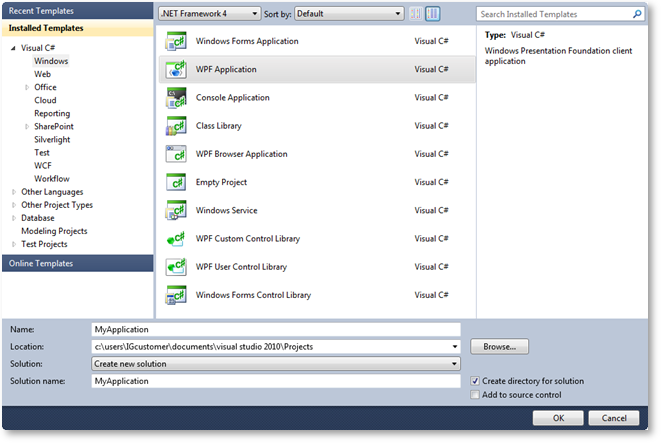 Recent Templates
Installed Templates
Visual C#
Windows
Web
Office
Cloud
Reporting
SharePoint
Silverlight
Test
WCF
Workflow
Other Languages
Other Project Types
Database
Modeling Projects
Test Projects
Online Templates
.NET Framework 4 Sort by: Default
Windows Forms Application Visual C#
WPF Application Visual C#
Console Application Visual C#
Class Library Visual C#
WPF Browser Application Visual C#
Empty Project Visual C#
Windows Service Visual C#
WPF Custom Control Library Visual C#
WPF User Control Library Visual C#
Windows Forms Control Library Visual C#
Search Installed Templates
Type: Visual C#
Windows Presentation Foundation client
application
Name: MyApplication
Location: c:\users\IGcustomer\documents\visual studio 2010\Projects Browse...
Solution: Create new solution
Solution name: MyApplication
Create directory for solution
Add to source control
OK Cancel